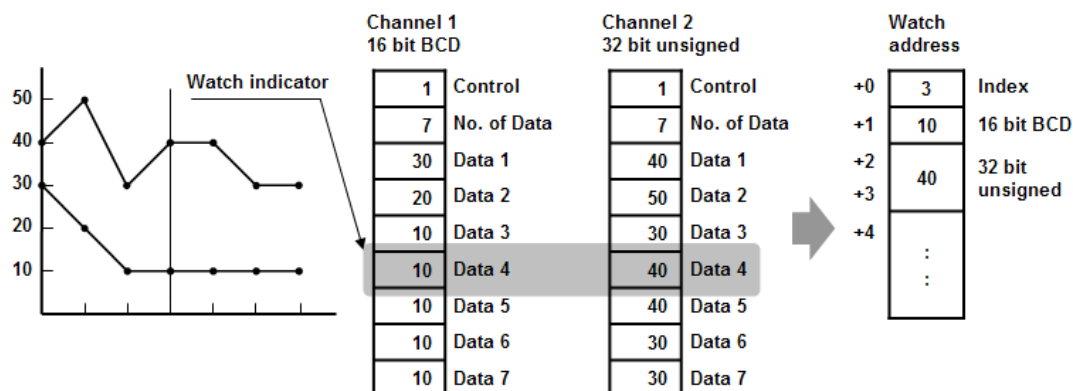 Channel 1
16 bit BCD
Channel 2
32 bit unsigned
Watch
address
Watch indicator
50
40
30
20
10
1 Control
7 No. of Data
30 Data 1
20 Data 2
10 Data 3
10 Data 4
10 Data 5
10 Data 6
10 Data 7
1 Control
7 No. of Data
40 Data 1
50 Data 2
30 Data 3
40 Data 4
40 Data 5
30 Data 6
30 Data 7
+0 3 Index
+1 10 16 bit BCD
+2
+3
40
32 bit
unsigned
+4
:
: